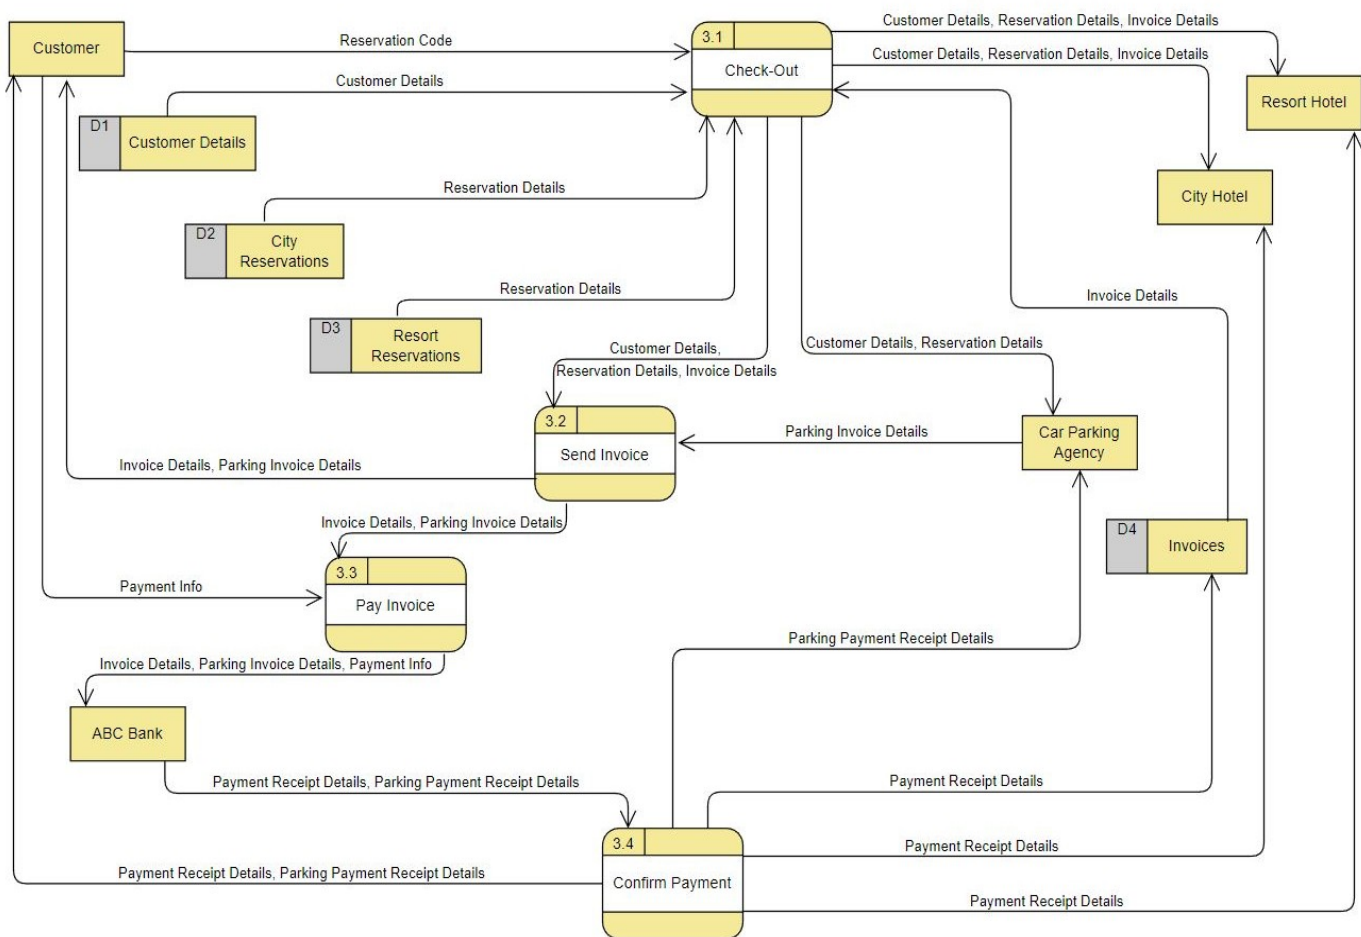 Customer
Reservation Code
3.1
Check-Out
Customer Details, Reservation Details, Invoice Details
Customer Details, Reservation Details, Invoice Details
Resort Hotel
Customer Details
D1
Customer Details
Reservation Details
City Hotel
D2
City
Reservations
Reservation Details
Invoice Details
D3
Resort
Reservations
Customer Details,
Reservation Details, Invoice Details
Customer Details, Reservation Details
3.2
Send Invoice
Parking Invoice Details
Car Parking
Agency
Invoice Details, Parking Invoice Details
Invoice Details, Parking Invoice Details
D4
Invoices
3.3
Pay Invoice
Payment Info
Parking Payment Receipt Details
Invoice Details, Parking Invoice Details, Payment Info
ABC Bank
Payment Receipt Details, Parking Payment Receipt Details
Payment Receipt Details
3.4
Confirm Payment
Payment Receipt Details
Payment Receipt Details, Parking Payment Receipt Details
Payment Receipt Details